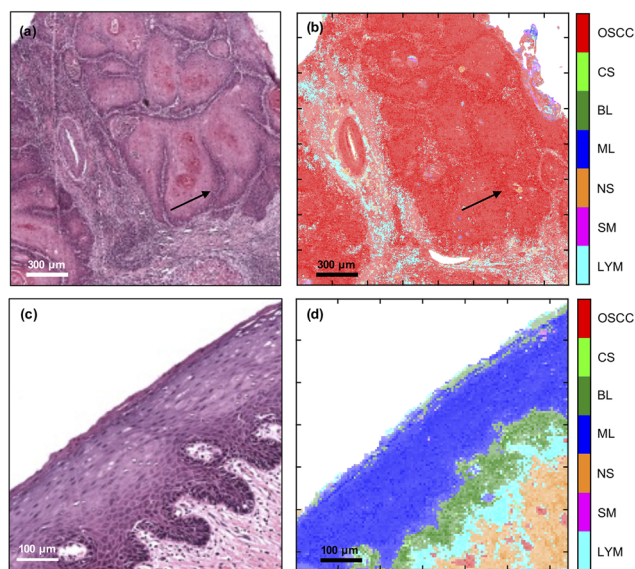 (a)
300 µm
(b)
300 µm
OSCC
CS
BL
ML
NS
SM
LYM
(c)
100 µm
(d)
100 µm
OSCC
CS
BL
ML
NS
SM
LYM